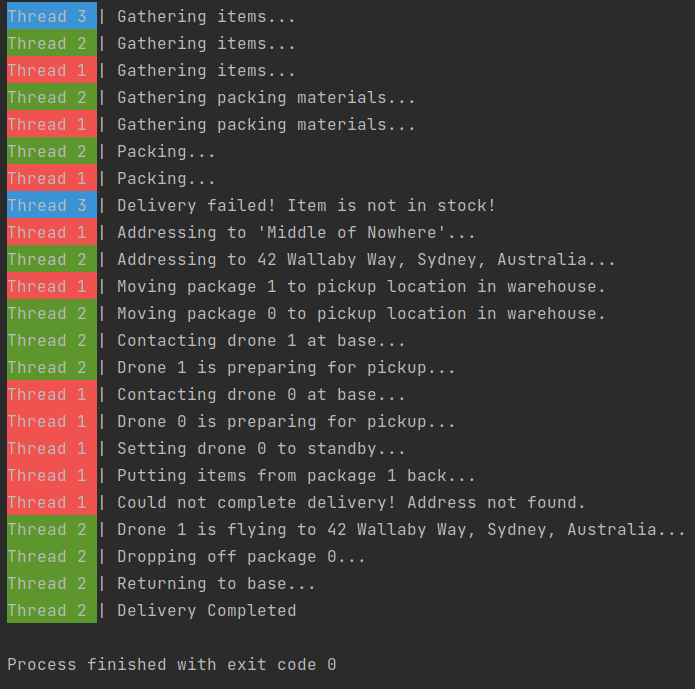 Thread 3 | Gathering items...
Thread 2 | Gathering items...
Thread 1 | Gathering items...
Thread 2 | Gathering packing materials...
Thread 1 | Gathering packing materials...
Thread 2 | Packing...
Thread 1 | Packing...
Thread 3 | Delivery failed! Item is not in stock!
Thread 1 | Addressing to 'Middle of Nowhere'...
Thread 2 | Addressing to 42 Wallaby Way, Sydney, Australia...
Thread 1 | Moving package 1 to pickup location in warehouse.
Thread 2 | Moving package 0 to pickup location in warehouse.
Thread 2 | Contacting drone 1 at base...
Thread 2 | Drone 1 is preparing for pickup...
Thread 1 | Contacting drone 0 at base...
Thread 1 | Drone 0 is preparing for pickup...
Thread 1 | Setting drone 0 to standby...
Thread 1 | Putting items from package 1 back...
Thread 1 | Could not complete delivery! Address not found.
Thread 2 | Drone 1 is flying to 42 Wallaby Way, Sydney, Australia...
Thread 2 | Dropping off package 0...
Thread 2 | Returning to base...
Thread 2 | Delivery Completed
Process finished with exit code 0